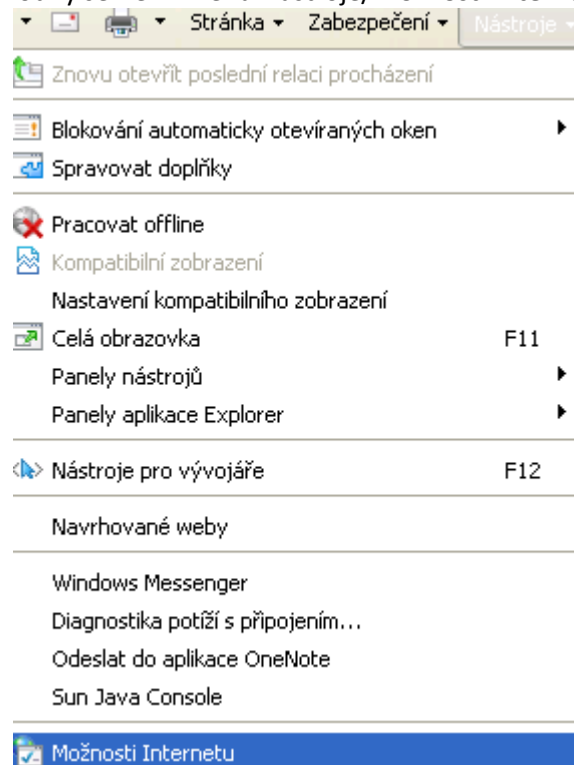 Stránka Zabezpečení Nástroje
Znovu otevřít poslední relaci procházení
Blokování automaticky otevíraných oken
Spravovat doplňky
Pracovat offline
Kompatibilní zobrazení
Nastavení kompatibilního zobrazení
Celá obrazovka F11
Panely nástrojů
Panely aplikace Explorer
Nástroje pro vývojáře F12
Navrhované weby
Windows Messenger
Diagnostika potíží s připojením...
Odeslat do aplikace OneNote
Sun Java Console
Možnosti Internetu